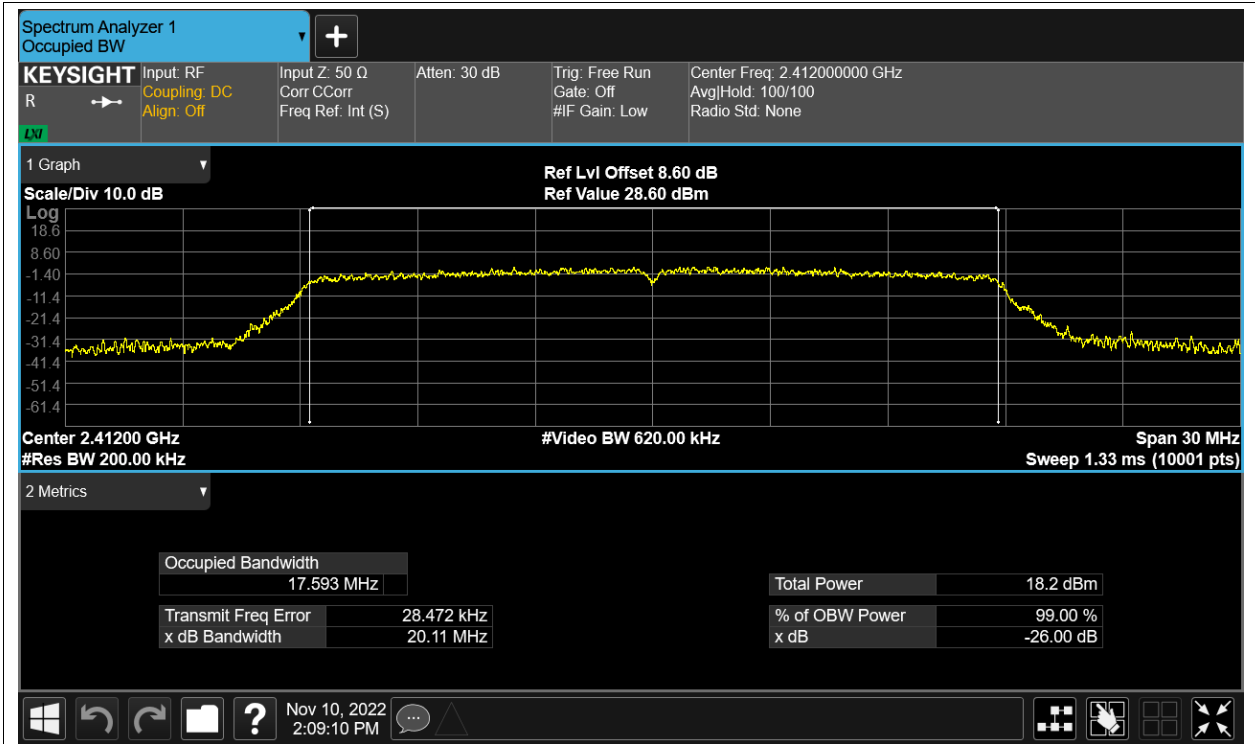 Spectrum Analyzer 1
Occupied BW
KEYSIGHT
R
LXI
Input: RF
Coupling: DC
Align: Off
Input Z: 50 Ω
Corr CCorr
Freq Ref: Int (S)
Atten: 30 dB
Trig: Free Run
Gate: Off
#IF Gain: Low
Center Freq: 2.412000000 GHz
Avg|Hold: 100/100
Radio Std: None
1 Graph
Scale/Div 10.0 dB
Ref Lvl Offset 8.60 dB
Ref Value 28.60 dBm
Log
18.6
8.60
-1.40
-11.4
-21.4
-31.4
-41.4
-51.4
-61.4
Center 2.41200 GHz
#Video BW 620.00 kHz
Span 30 MHz
#Res BW 200.00 kHz
Sweep 1.33 ms (10001 pts)
2 Metrics
Occupied Bandwidth
17.593 MHz
Transmit Freq Error 28.472 kHz
x dB Bandwidth 20.11 MHz
Total Power 18.2 dBm
% of OBW Power 99.00 %
x dB -26.00 dB
?
Nov 10, 2022
2:09:10 PM